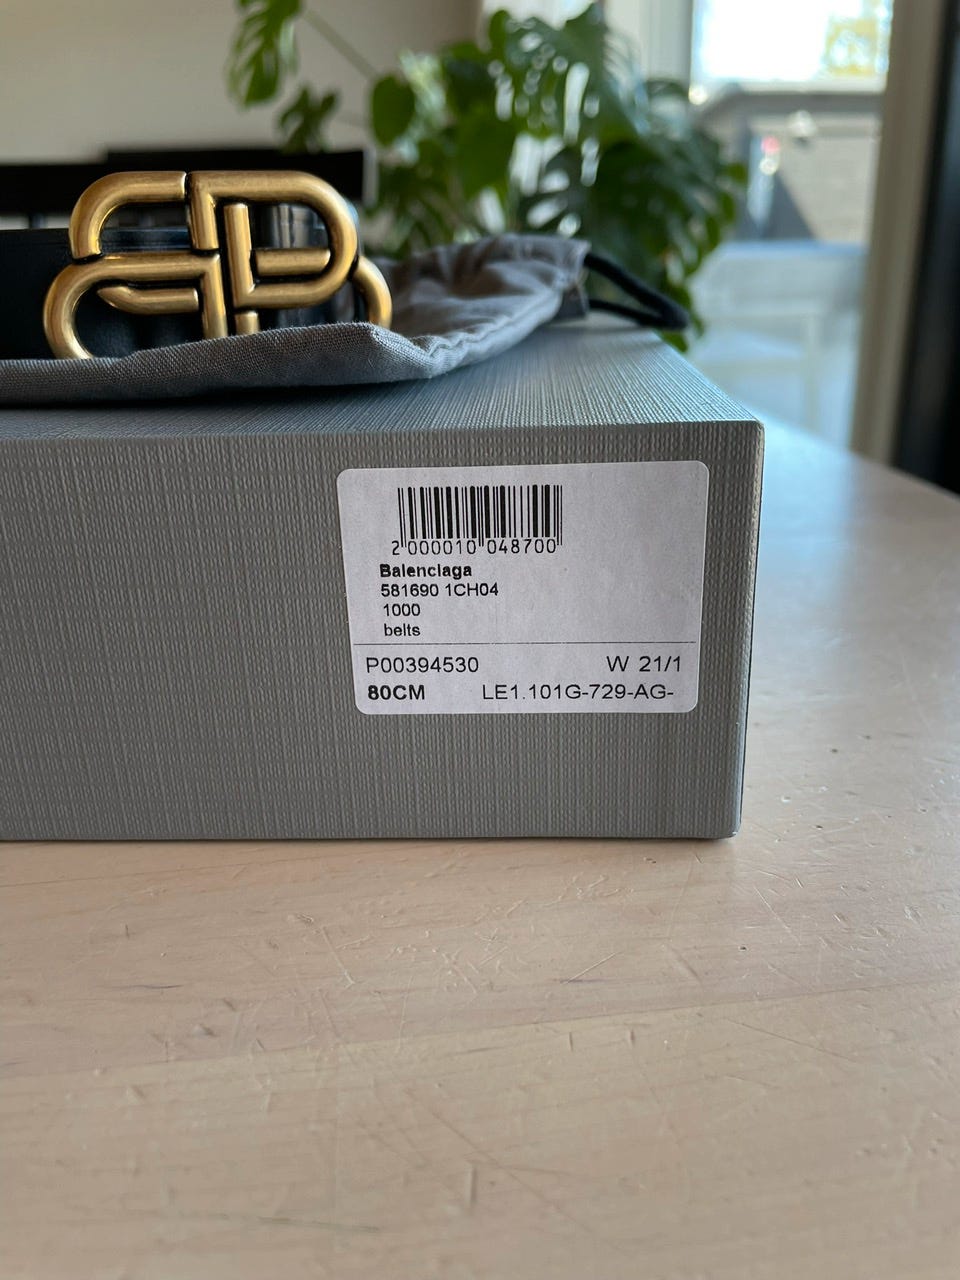 2 000010 048700
Balenciaga
581690 1CH04
1000
belts
P00394530 W 21/1
80CM LE1.101G-729-AG-